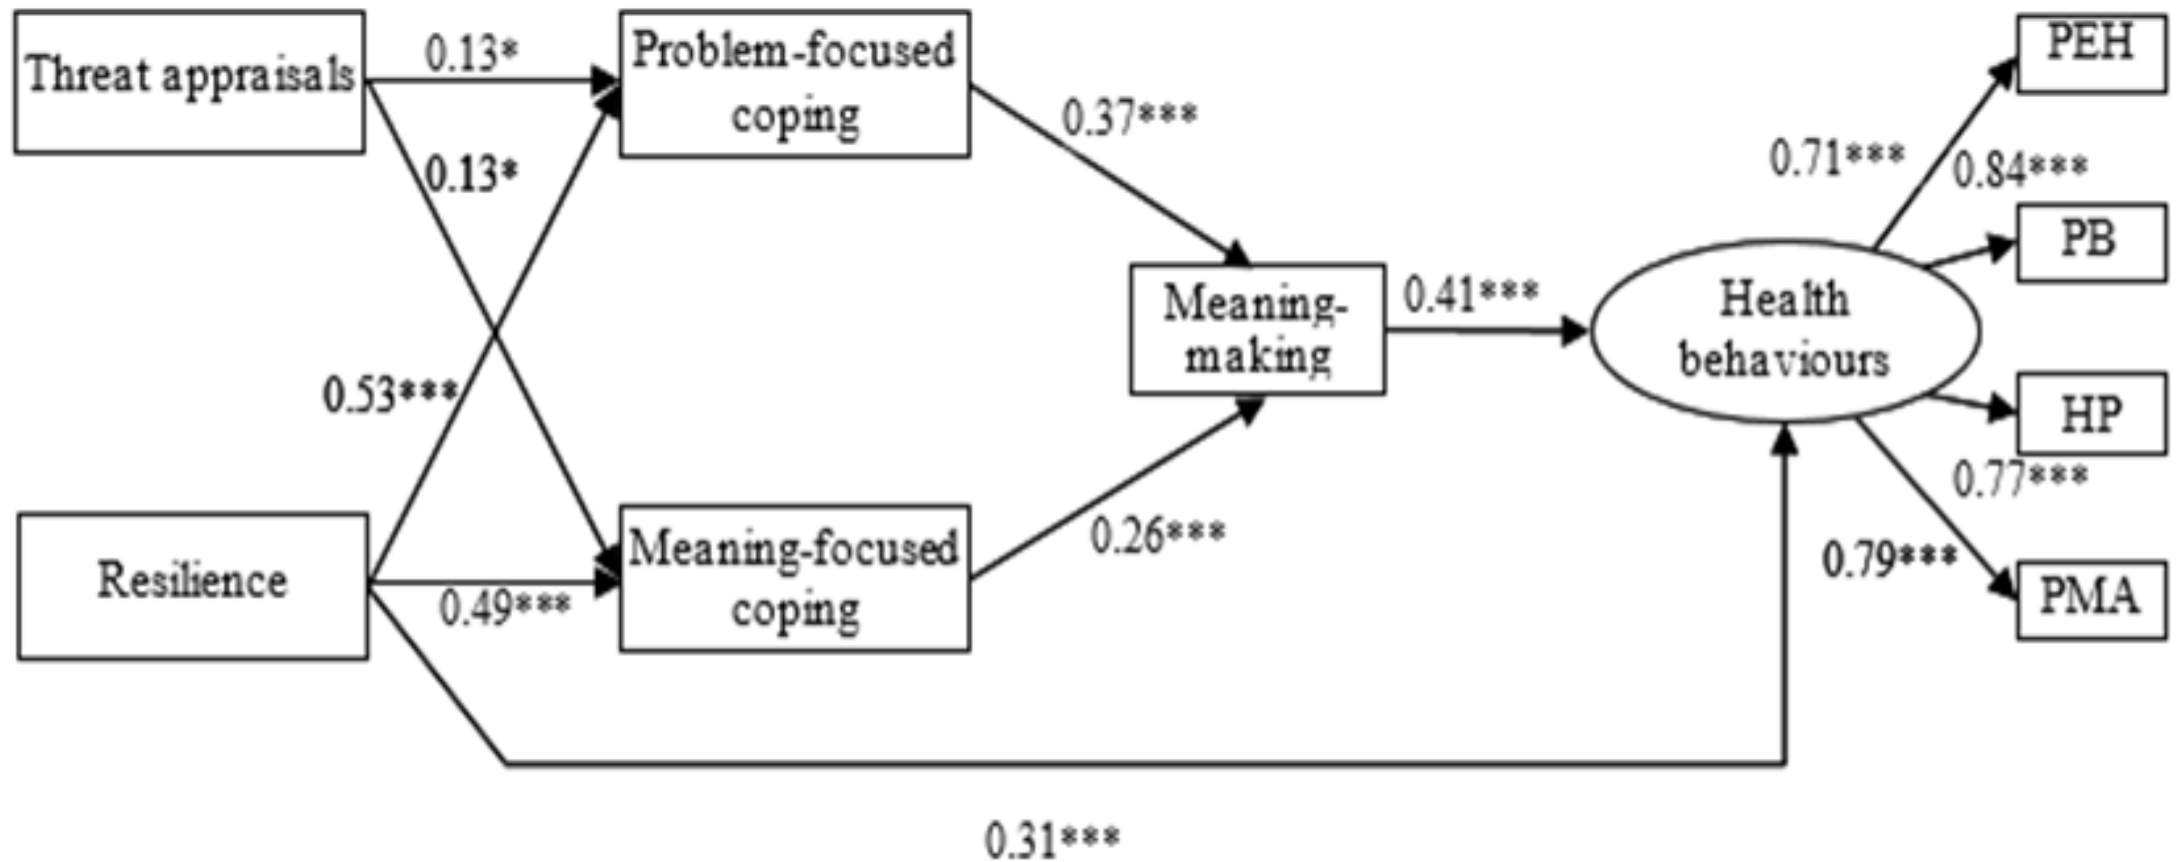 Threat appraisals
0.13*
Problem-focused
coping
0.37***
PEH
0.71***
0.84***
PB
0.13*
Meaning-
making
0.41***
Health
behaviours
0.53***
HP
0.77***
Resilience
0.49***
Meaning-focused
coping
0.26***
0.79***
PMA
0.31***